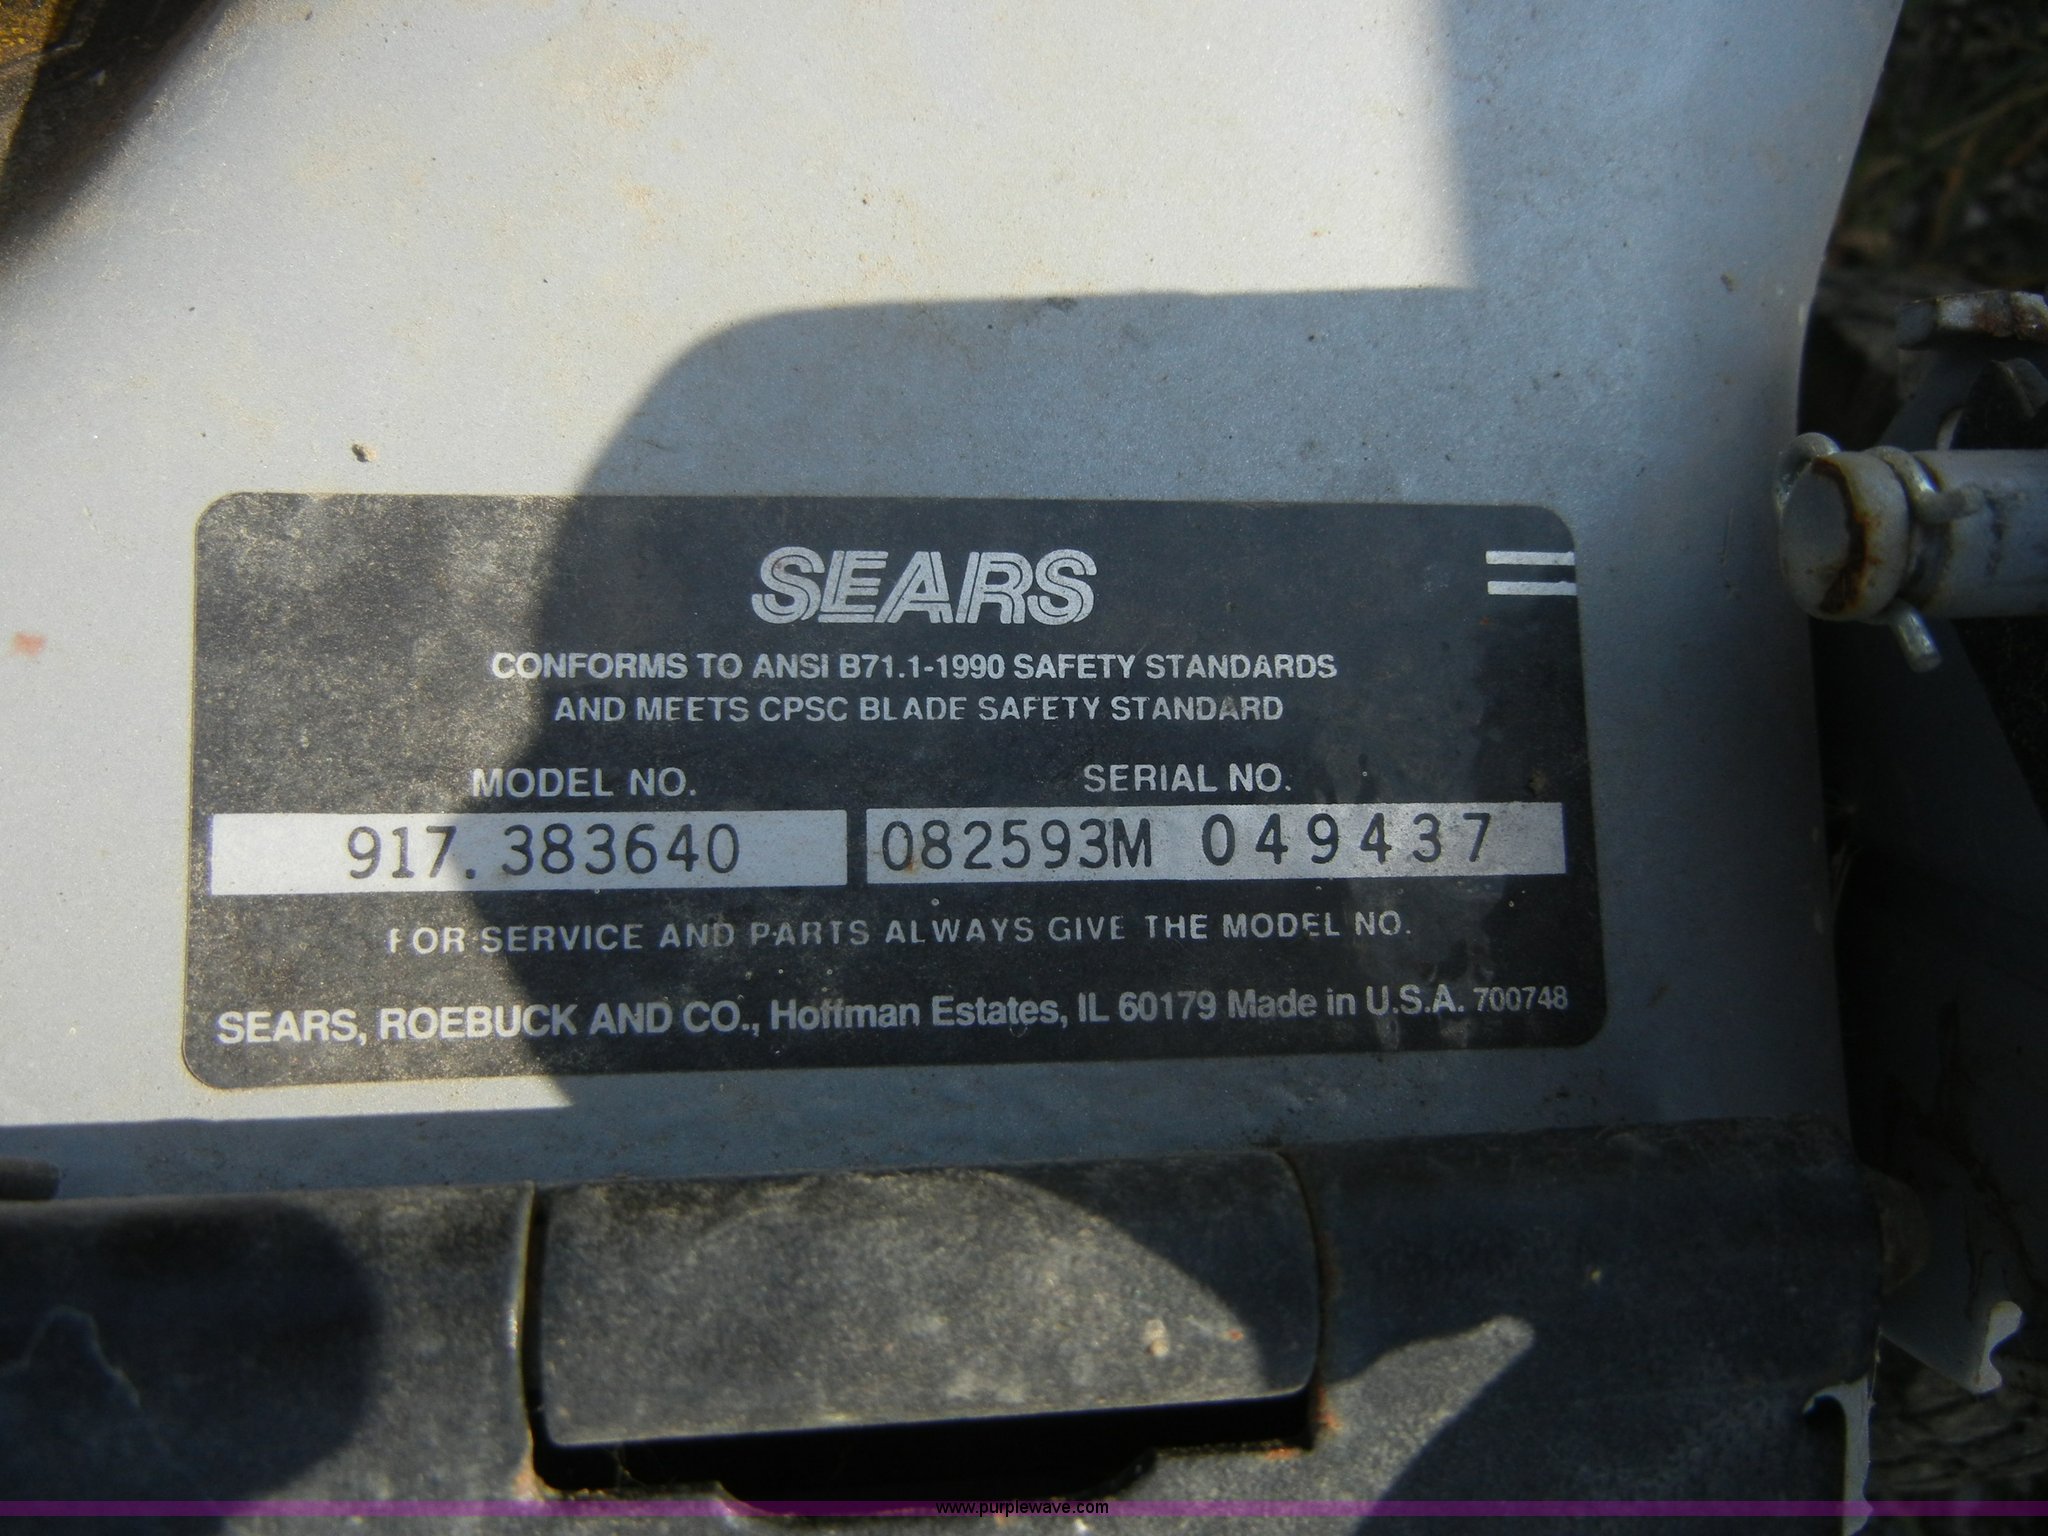 SEARS
CONFORMS TO ANSI B71.1-1990 SAFETY STANDARDS
AND MEETS CPSC BLADE SAFETY STANDARD
MODEL NO. SERIAL NO.
917.383640 082593M 049437
FOR SERVICE AND PARTS ALWAYS GIVE THE MODEL NO.
SEARS, ROEBUCK AND CO., Hoffman Estates, IL 60179 Made in U.S.A. 700748
www.purplewave.com